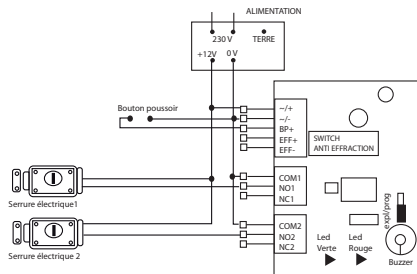 ALIMENTATION
230 V
TERRE
+12V
0 V
Bouton poussoir
~/+
~/-
BP+
EFF+
EFF-
SWITCH
ANTI EFFRACTION
COM1
NO1
NC1
Serrure électrique1
expl/prog
COM2
NO2
NC2
Led
Verte
Led
Rouge
Buzzer
Serrure électrique 2